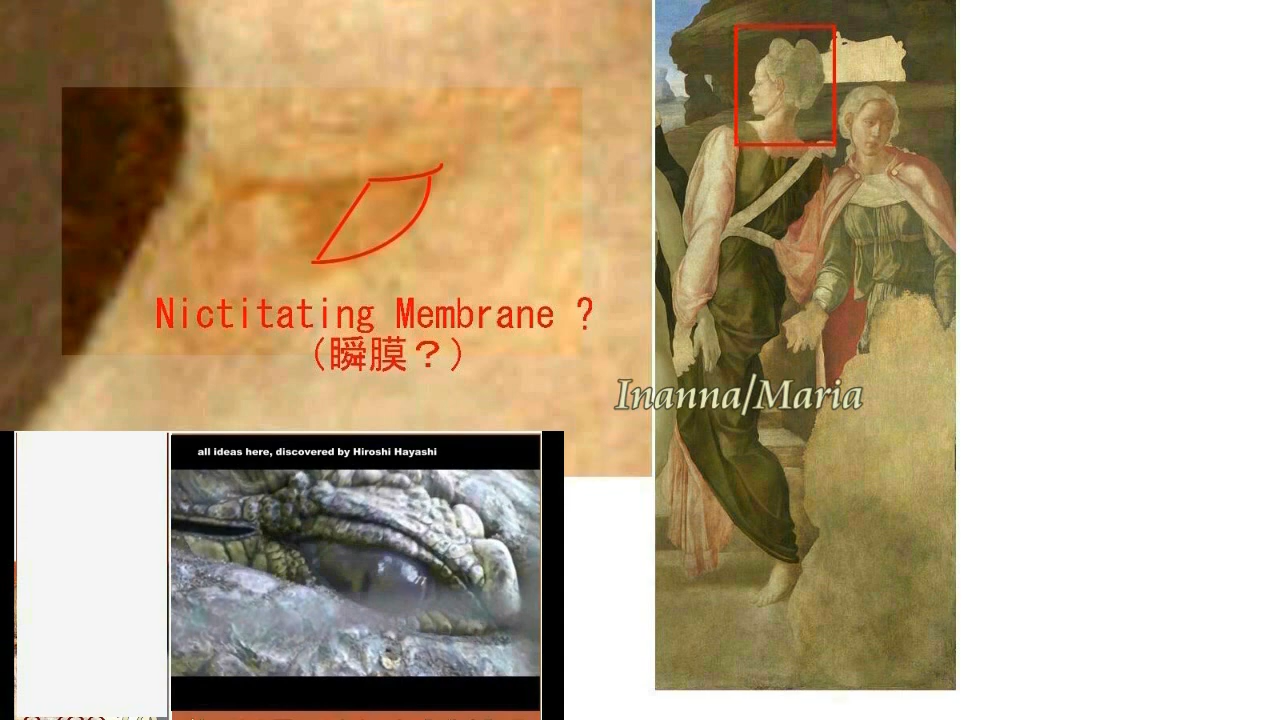 Nictitating Membrane ?
(瞬膜？)
Inanna/Maria
all ideas here, discovered by Hiroshi Hayashi